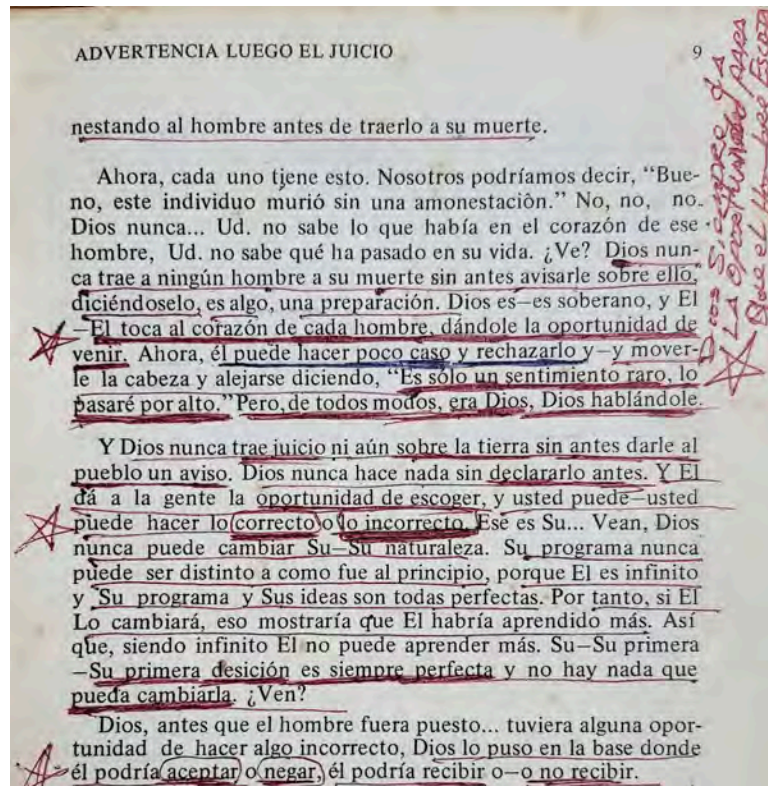 ADVERTENCIA LUEGO EL JUICIO 9
nestando al hombre antes de traerlo a su muerte.
Ahora, cada uno tiene esto. Nosotros podríamos decir, “Bue-
no, este individuo murió sin una amonestaciòn.” No, no, no.
Dios nunca... Ud. no sabe lo que había en el corazón de ese
hombre, Ud. no sabe qué ha pasado en su vida. ¿Ve? Dios nun-
ca trae a ningún hombre a su muerte sin antes avisarle sobre ello,
diciéndoselo, es algo, una preparación. Dios es—es soberano, y El
—El toca al corazón de cada hombre, dándole la oportunidad de
venir. Ahora, él puede hacer poco caso y rechazarlo y—y mover-
le la cabeza y alejarse diciendo, “Es sólo un sentimiento raro, lo
pasaré por alto.” Pero, de todos modos, era Dios, Dios hablándole.
Y Dios nunca trae juicio ni aún sobre la tierra sin antes darle al
pueblo un aviso. Dios nunca hace nada sin declararlo antes. Y El
dá a la gente la oportunidad de escoger, y usted puede—usted
puede hacer lo correcto o lo incorrecto. Ese es Su... Vean, Dios
nunca puede cambiar Su—Su naturaleza. Su programa nunca
puede ser distinto a como fue al principio, porque El es infinito
y Su programa y Sus ideas son todas perfectas. Por tanto, si El
Lo cambiará, eso mostraría que El habría aprendido más. Así
que, siendo infinito El no puede aprender más. Su—Su primera
—Su primera desición es siempre perfecta y no hay nada que
pueda cambiarla. ¿Ven?
Dios, antes que el hombre fuera puesto... tuviera alguna opor-
tunidad de hacer algo incorrecto, Dios lo puso en la base donde
él podría aceptar o negar, él podría recibir o—o no recibir.
Dios Siempre da
La oportunidad para
Que el Hombre